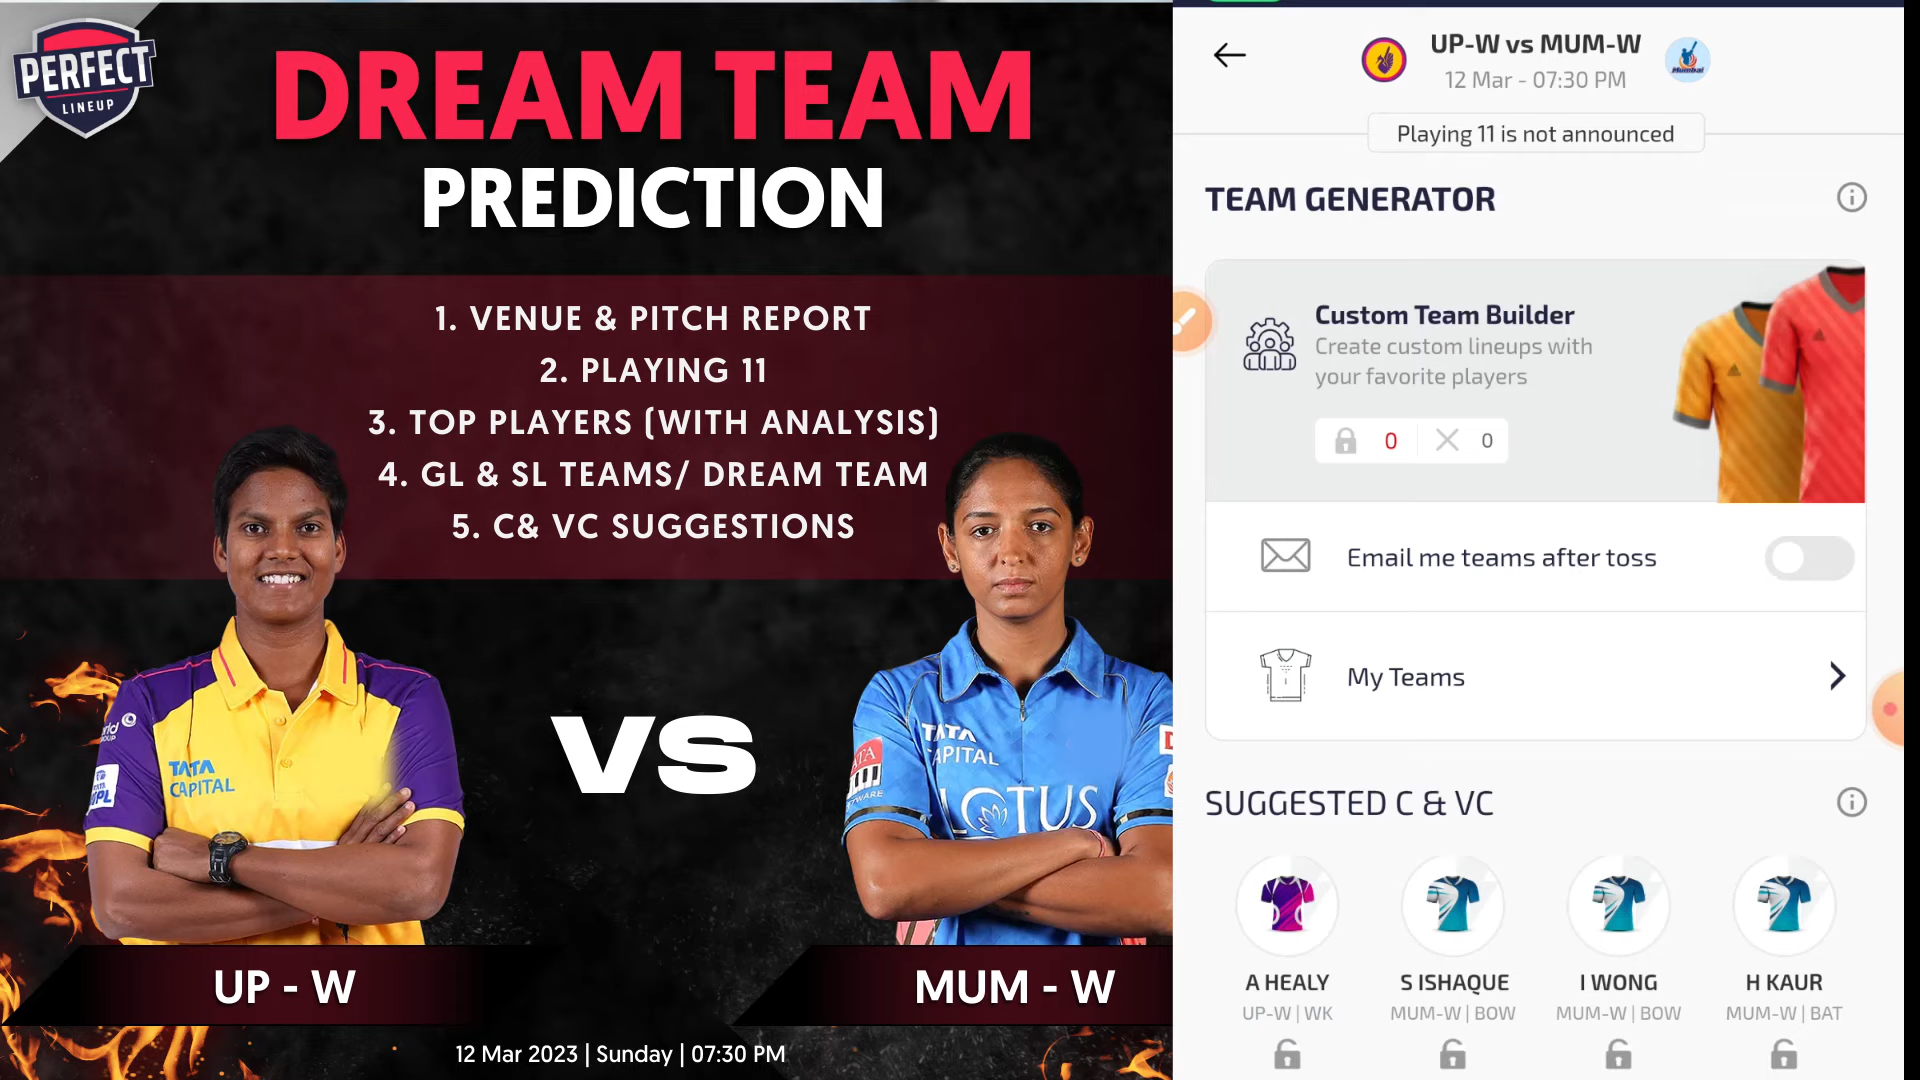 PERFECT
LINEUP
DREAM TEAM
PREDICTION
1. VENUE & PITCH REPORT
2. PLAYING 11
3. TOP PLAYERS (WITH ANALYSIS)
4. GL & SL TEAMS/ DREAM TEAM
5. C& VC SUGGESTIONS
TATA
CAPITAL
VS
TATA
CAPITAL
LOTUS
UP - W
MUM - W
12 Mar 2023 | Sunday | 07:30 PM
UP-W vs MUM-W
12 Mar - 07:30 PM
Mumbai
Playing 11 is not announced
TEAM GENERATOR
Custom Team Builder
Create custom lineups with
your favorite players
0
0
Email me teams after toss
My Teams
SUGGESTED C & VC
A HEALY
UP-W | WK
S ISHAQUE
MUM-W | BOW
I WONG
MUM-W | BOW
H KAUR
MUM-W | BAT